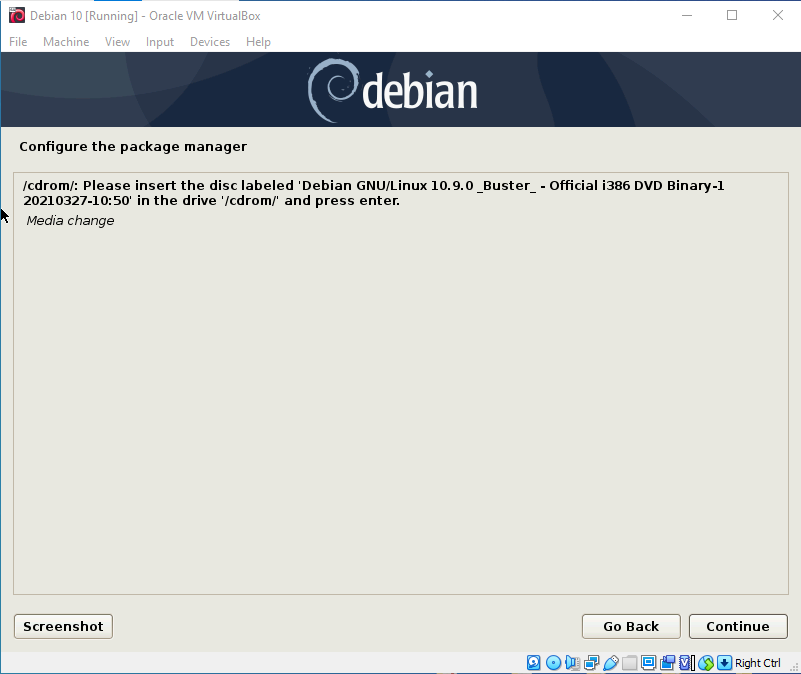 Debian 10 [Running] - Oracle VM VirtualBox
File Machine View Input Devices Help
debian
Configure the package manager
/cdrom/: Please insert the disc labeled 'Debian GNU/Linux 10.9.0 _Buster_ - Official i386 DVD Binary-1
20210327-10:50' in the drive '/cdrom/' and press enter.
Media change
Screenshot Go Back Continue
Right Ctrl